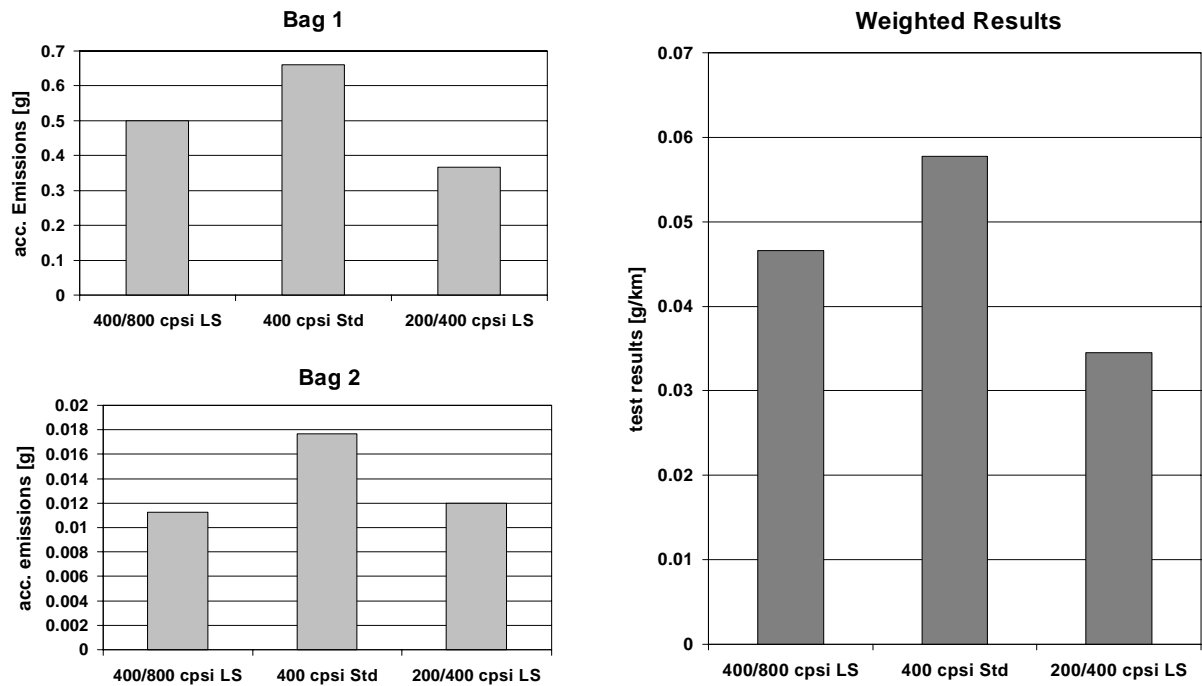 Bag 1
acc. Emissions [g]
0.7
0.6
0.5
0.4
0.3
0.2
0.1
0
400/800 cpsi LS
400 cpsi Std
200/400 cpsi LS
Bag 2
acc. emissions [g]
0.02
0.018
0.016
0.014
0.012
0.01
0.008
0.006
0.004
0.002
0
400/800 cpsi LS
400 cpsi Std
200/400 cpsi LS
Weighted Results
test results [g/km]
0.07
0.06
0.05
0.04
0.03
0.02
0.01
0
400/800 cpsi LS
400 cpsi Std
200/400 cpsi LS